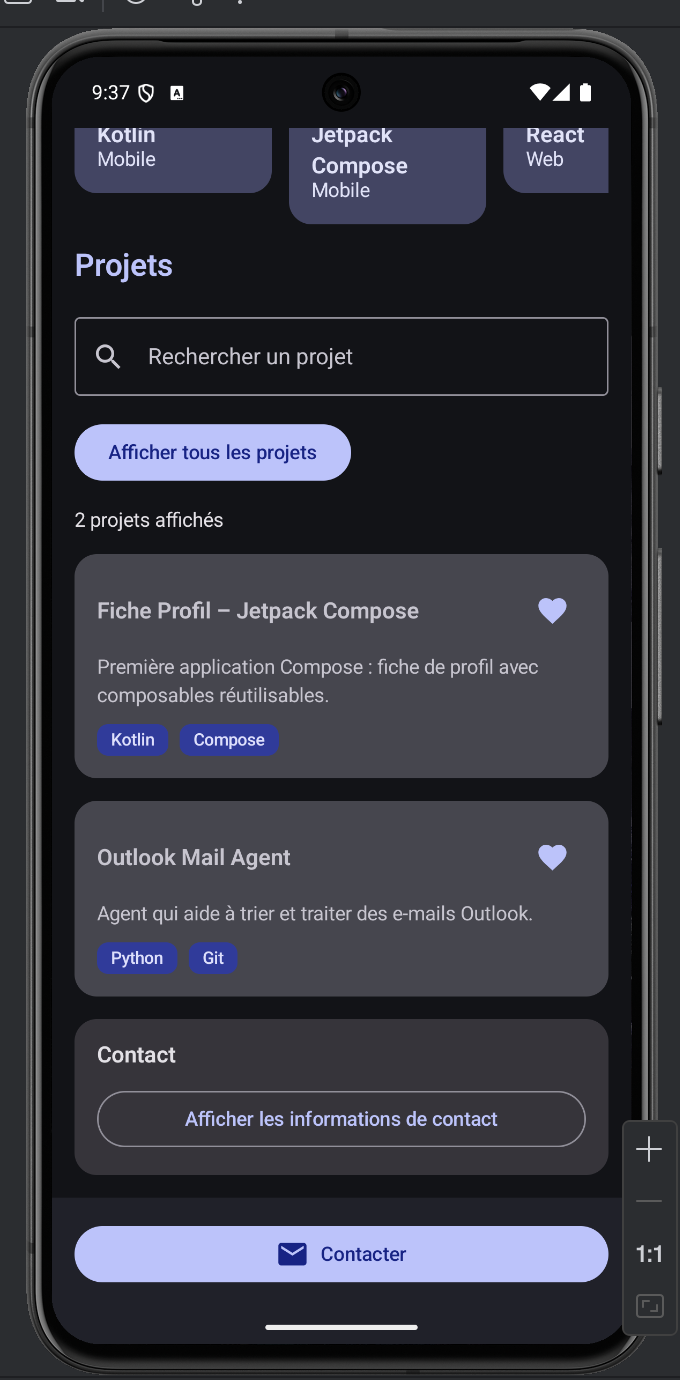 9:37
A
Kotlin
Mobile
Jetpack
Compose
Mobile
React
Web
Projets
Rechercher un projet
Afficher tous les projets
2 projets affichés
Fiche Profil – Jetpack Compose
Première application Compose : fiche de profil avec
composables réutilisables.
Kotlin
Compose
Outlook Mail Agent
Agent qui aide à trier et traiter des e-mails Outlook.
Python
Git
Contact
Afficher les informations de contact
Contacter
1:1